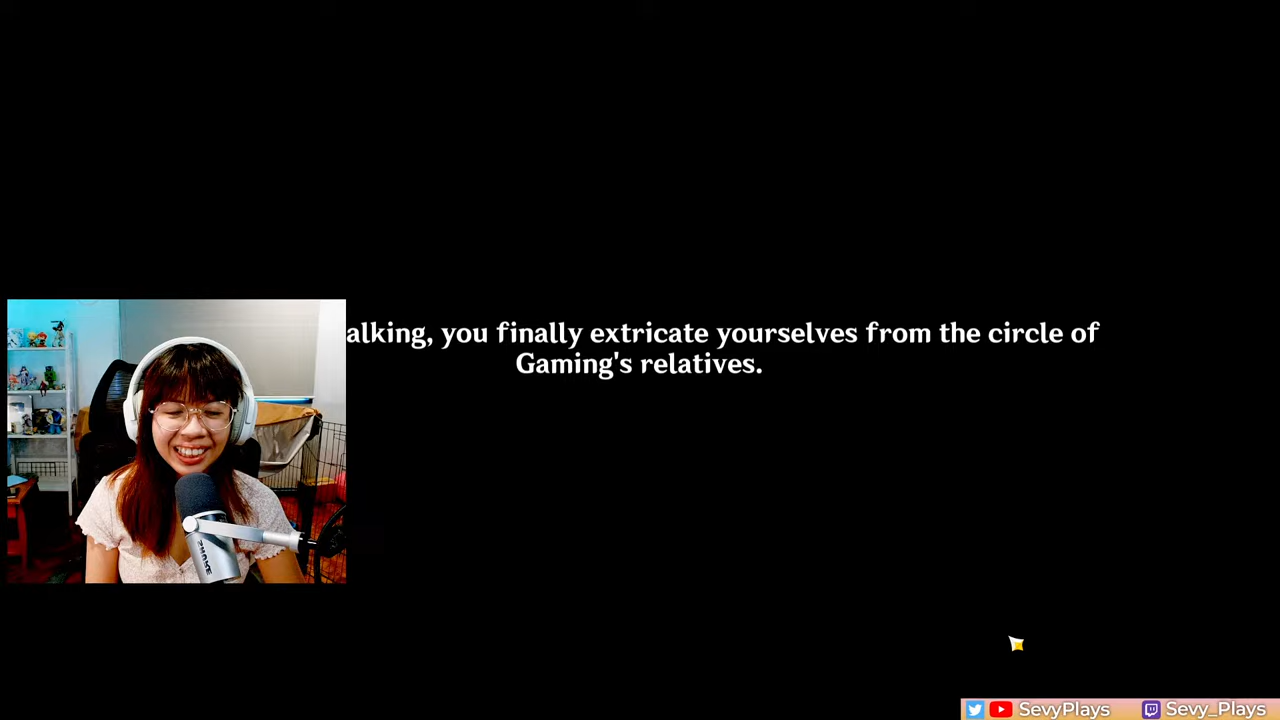 alking, you finally extricate yourselves from the circle of
Gaming's relatives.
SevyPlays Sevy_Plays